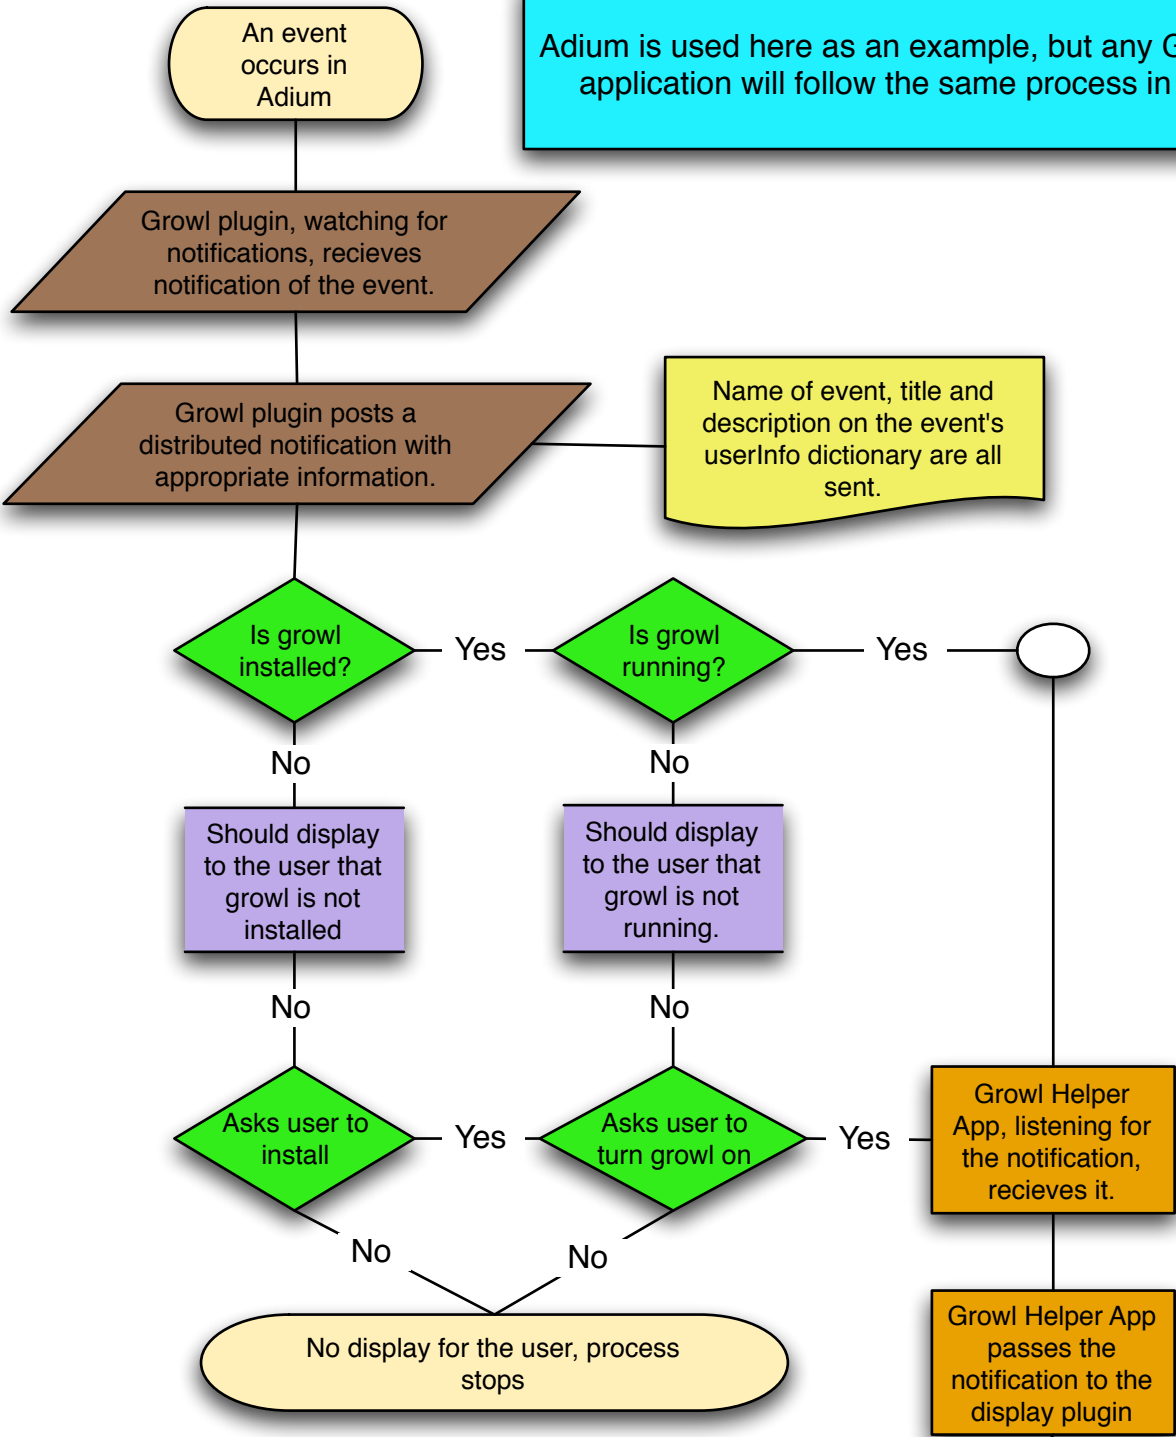 An event
occurs in
Adium
Adium is used here as an example, but any G
application will follow the same process in
Growl plugin, watching for
notifications, recieves
notification of the event.
Growl plugin posts a
distributed notification with
appropriate information.
Name of event, title and
description on the event's
userInfo dictionary are all
sent.
Is growl
installed?
Yes
Is growl
running?
Yes
No
No
Should display
to the user that
growl is not
installed
Should display
to the user that
growl is not
running.
No
No
Asks user to
install
Yes
Asks user to
turn growl on
Yes
Growl Helper
App, listening for
the notification,
recieves it.
No
No
No display for the user, process
stops
Growl Helper App
passes the
notification to the
display plugin